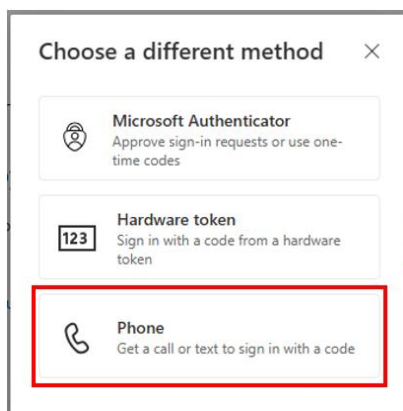 Choose a different method
Microsoft Authenticator
Approve sign-in requests or use one-
time codes
123
Hardware token
Sign in with a code from a hardware
token
Phone
Get a call or text to sign in with a code